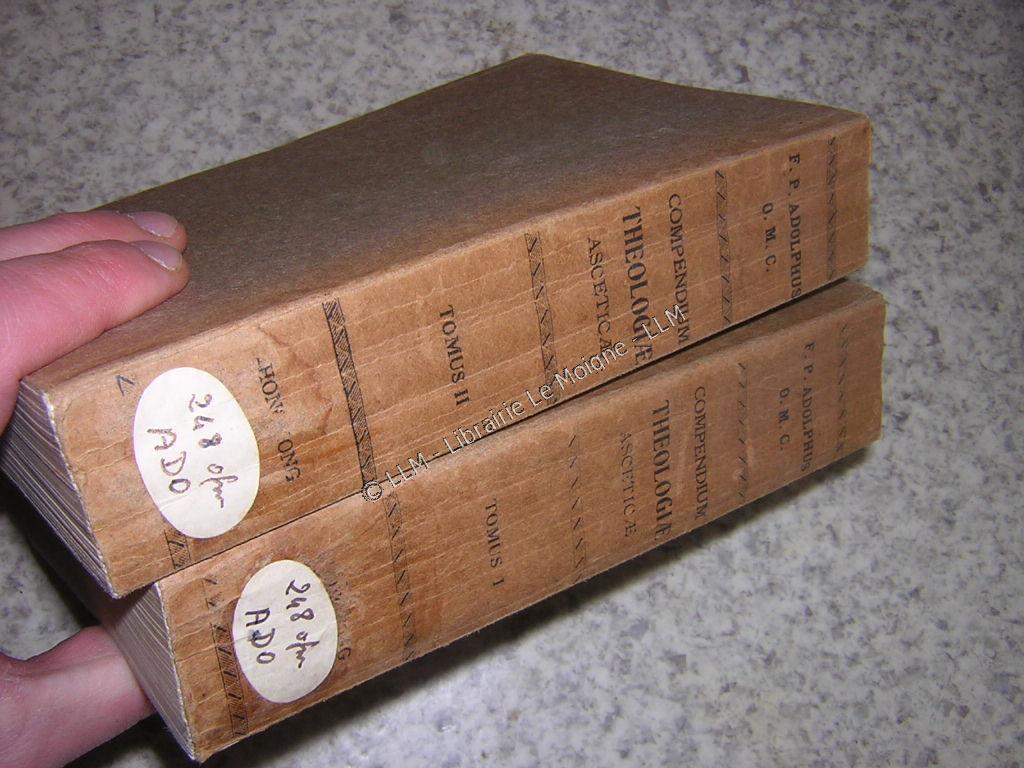 F. P. ADOLPHUS
O. M. C.
COMPENDIUM
THEOLOGIÆ
ASCETICÆ
TOMUS II
248 ofm
ADO
F. P. ADOLPHUS
O. M. C.
COMPENDIUM
THEOLOGIÆ
ASCETICÆ
TOMUS I
248 ofm
ADO
© LLM - Librairie Le Moigne - LLM